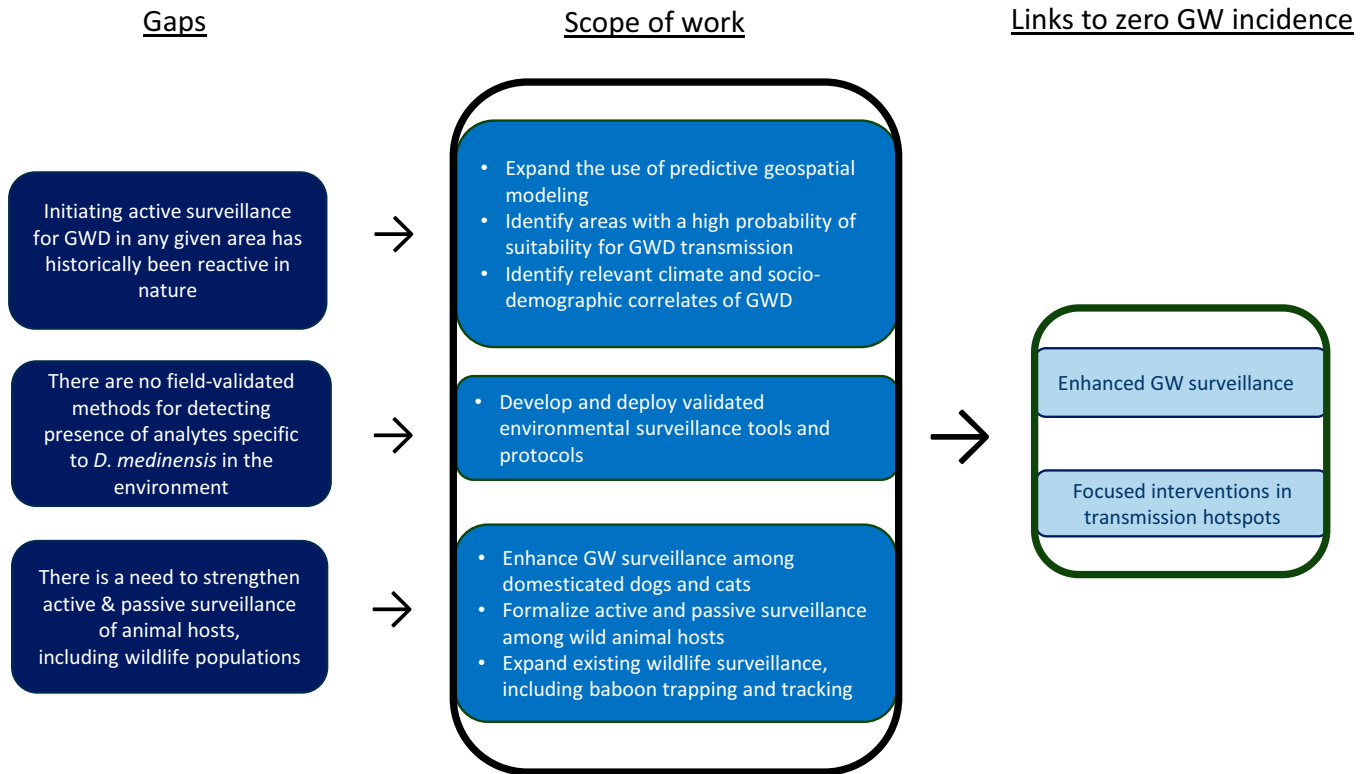 Gaps
Scope of work
Links to zero GW incidence
Initiating active surveillance
for GWD in any given area has
historically been reactive in
nature
• Expand the use of predictive geospatial
modeling
• Identify areas with a high probability of
suitability for GWD transmission
• Identify relevant climate and socio-
demographic correlates of GWD
There are no field-validated
methods for detecting
presence of analytes specific
to D. medinensis in the
environment
• Develop and deploy validated
environmental surveillance tools and
protocols
There is a need to strengthen
active & passive surveillance
of animal hosts,
including wildlife populations
• Enhance GW surveillance among
domesticated dogs and cats
• Formalize active and passive surveillance
among wild animal hosts
• Expand existing wildlife surveillance,
including baboon trapping and tracking
Enhanced GW surveillance
Focused interventions in
transmission hotspots